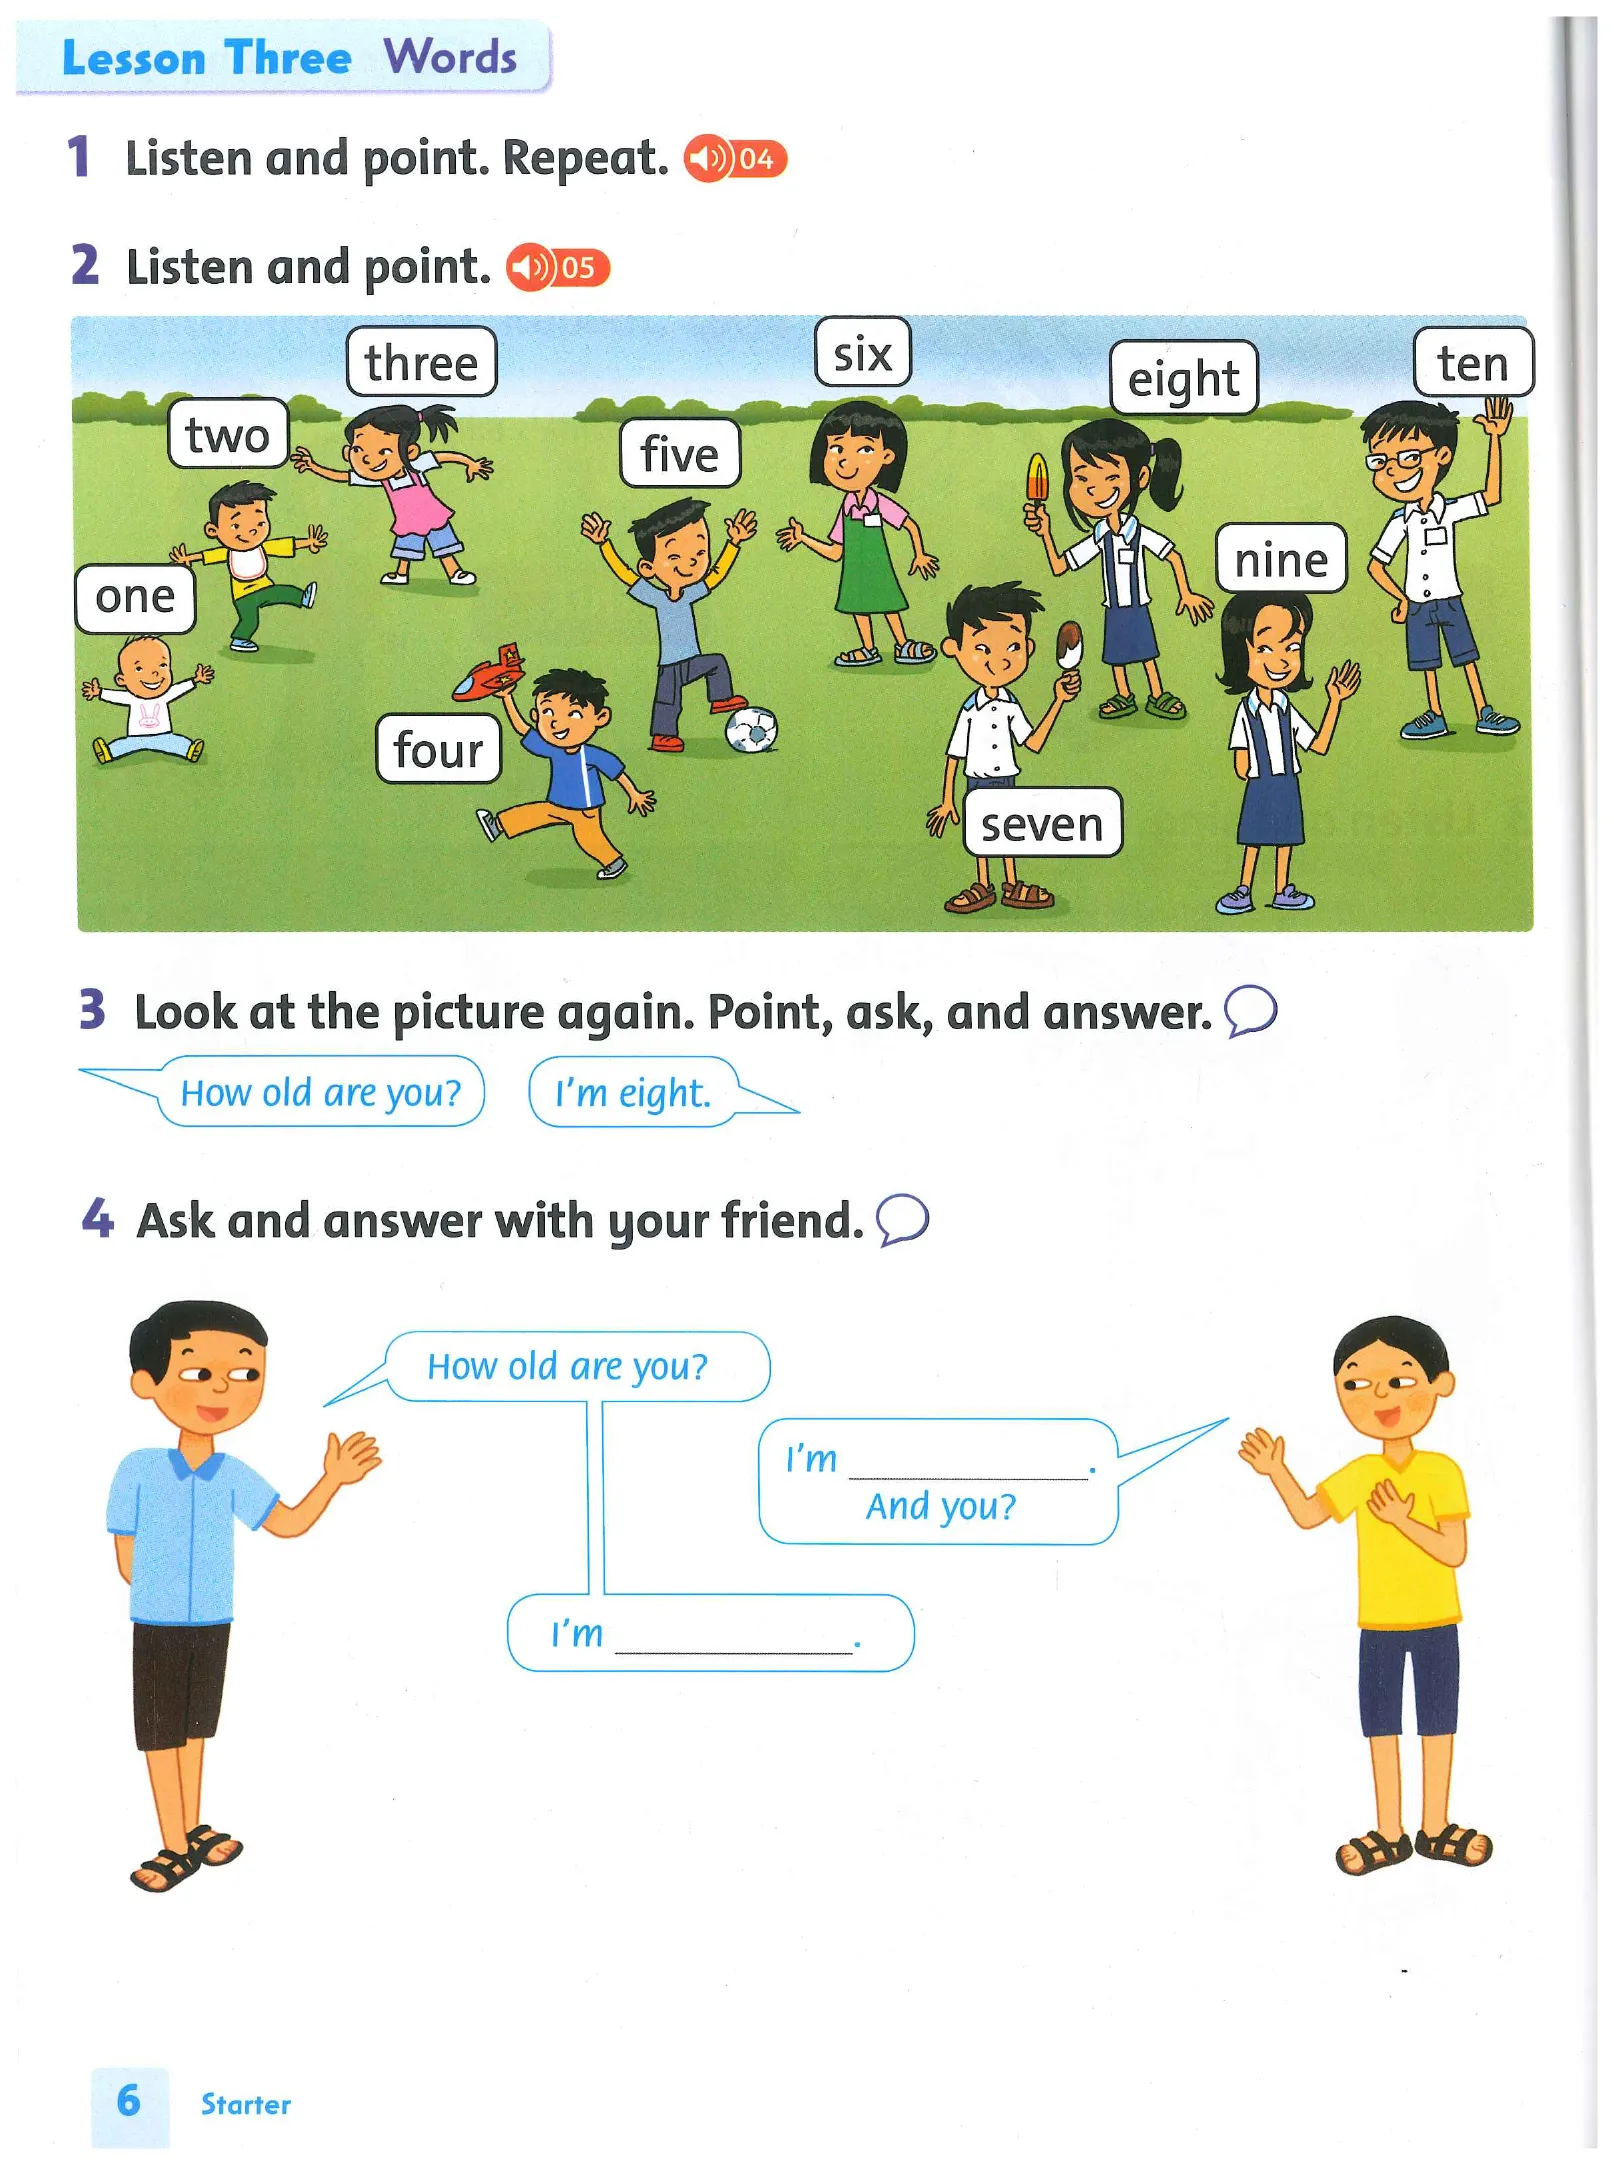 Lesson Three Words
1 Listen and point. Repeat. 04
2 Listen and point. 05
one
two
three
four
five
six
seven
eight
nine
ten
3 Look at the picture again. Point, ask, and answer.
How old are you?
I'm eight.
4 Ask and answer with your friend.
How old are you?
I'm ____________.
And you?
I'm ____________.
6 Starter